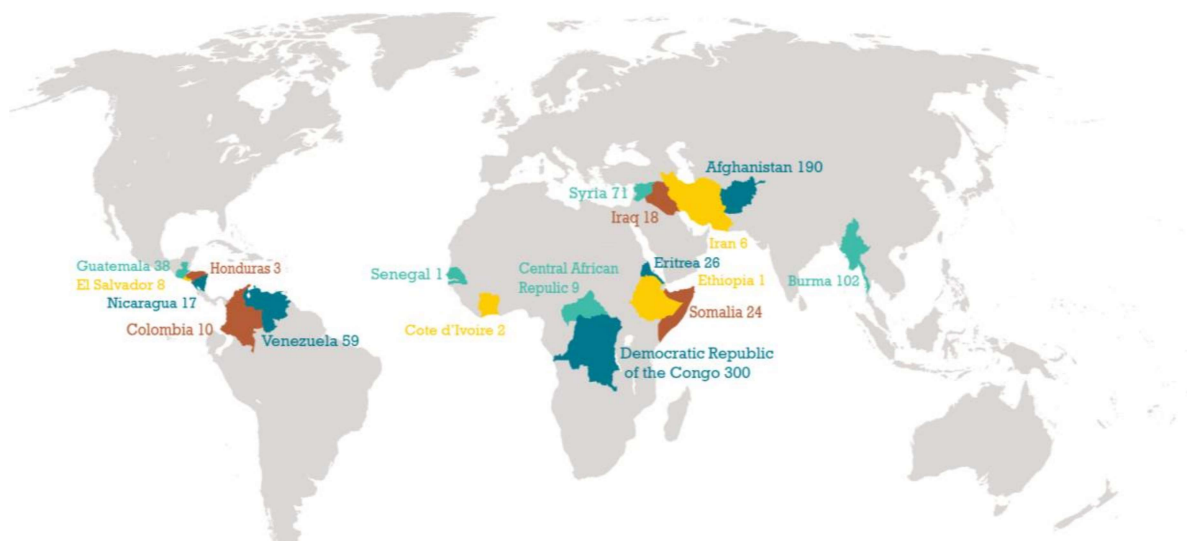 Afghanistan 190
Syria 71
Iraq 18
Iran 6
Guatemala 38
Honduras 3
El Salvador 8
Nicaragua 17
Colombia 10
Venezuela 59
Senegal 1
Cote d'Ivoire 2
Central African
Repulic 9
Eritrea 26
Ethiopia 1
Somalia 24
Democratic Republic
of the Congo 300
Burma 102